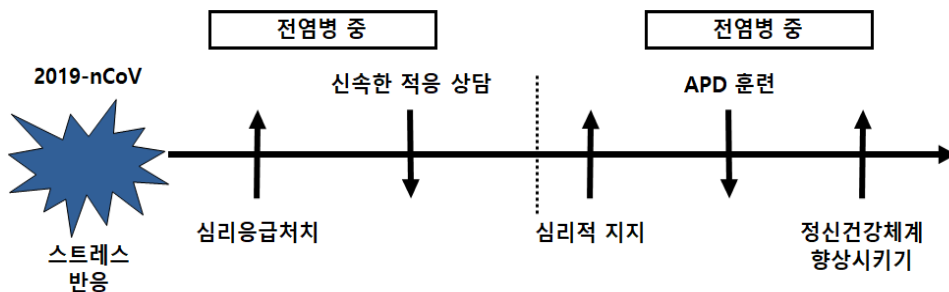 전염병 중
전염병 중
2019-nCoV
신속한 적응 상담
APD 훈련
심리응급처치
심리적 지지
정신건강체계
향상시키기
스트레스
반응